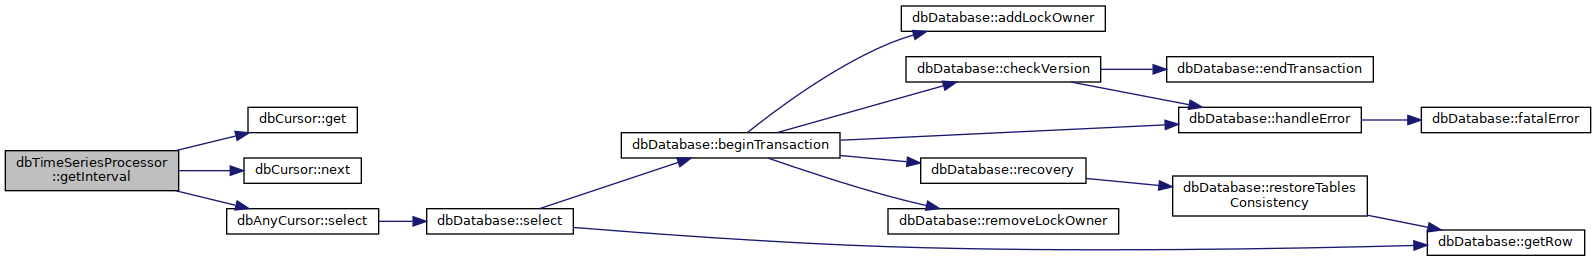 dbTimeSeriesProcessor
::getInterval
dbCursor::get
dbCursor::next
dbAnyCursor::select
dbDatabase::select
dbDatabase::beginTransaction
dbDatabase::addLockOwner
dbDatabase::checkVersion
dbDatabase::endTransaction
dbDatabase::handleError
dbDatabase::fatalError
dbDatabase::recovery
dbDatabase::restoreTables
Consistency
dbDatabase::removeLockOwner
dbDatabase::getRow